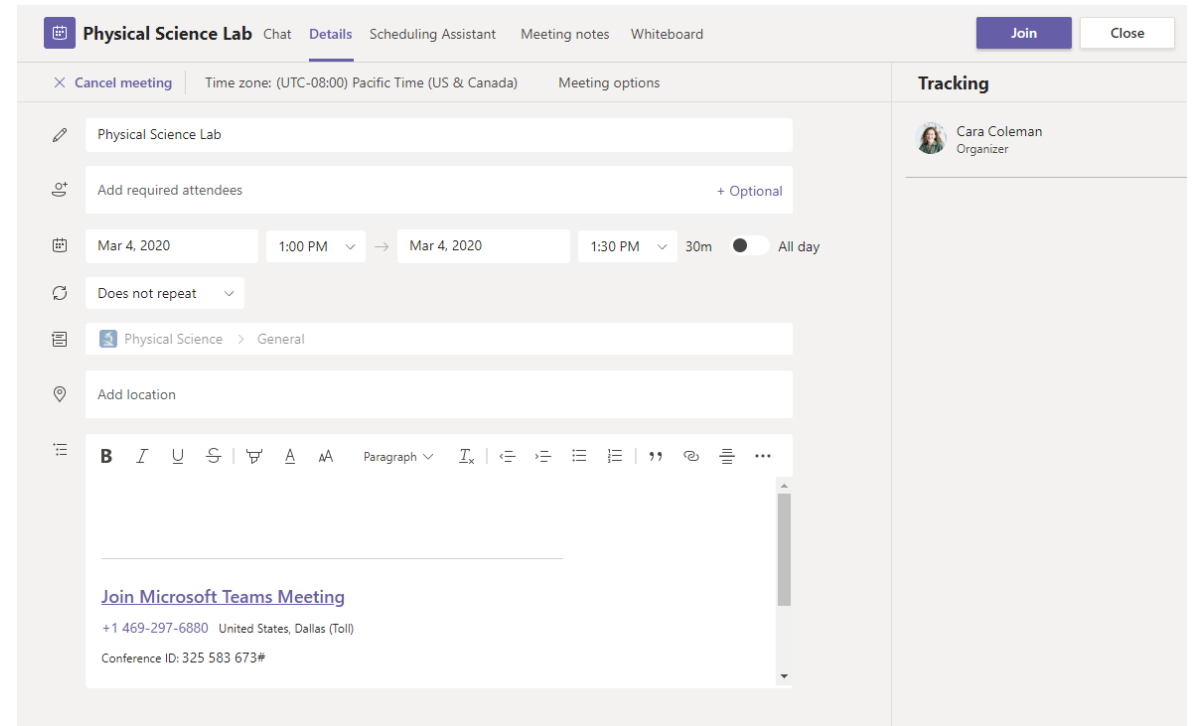 Physical Science Lab Chat Details Scheduling Assistant Meeting notes Whiteboard Join Close
Cancel meeting Time zone: (UTC-08:00) Pacific Time (US & Canada) Meeting options
Tracking
Cara Coleman
Organizer
Physical Science Lab
Add required attendees + Optional
Mar 4, 2020 1:00 PM → Mar 4, 2020 1:30 PM 30m All day
Does not repeat
Physical Science > General
Add location
B I U S A AA Paragraph Tx
Join Microsoft Teams Meeting
+1 469-297-6880 United States, Dallas (Toll)
Conference ID: 325 583 673#